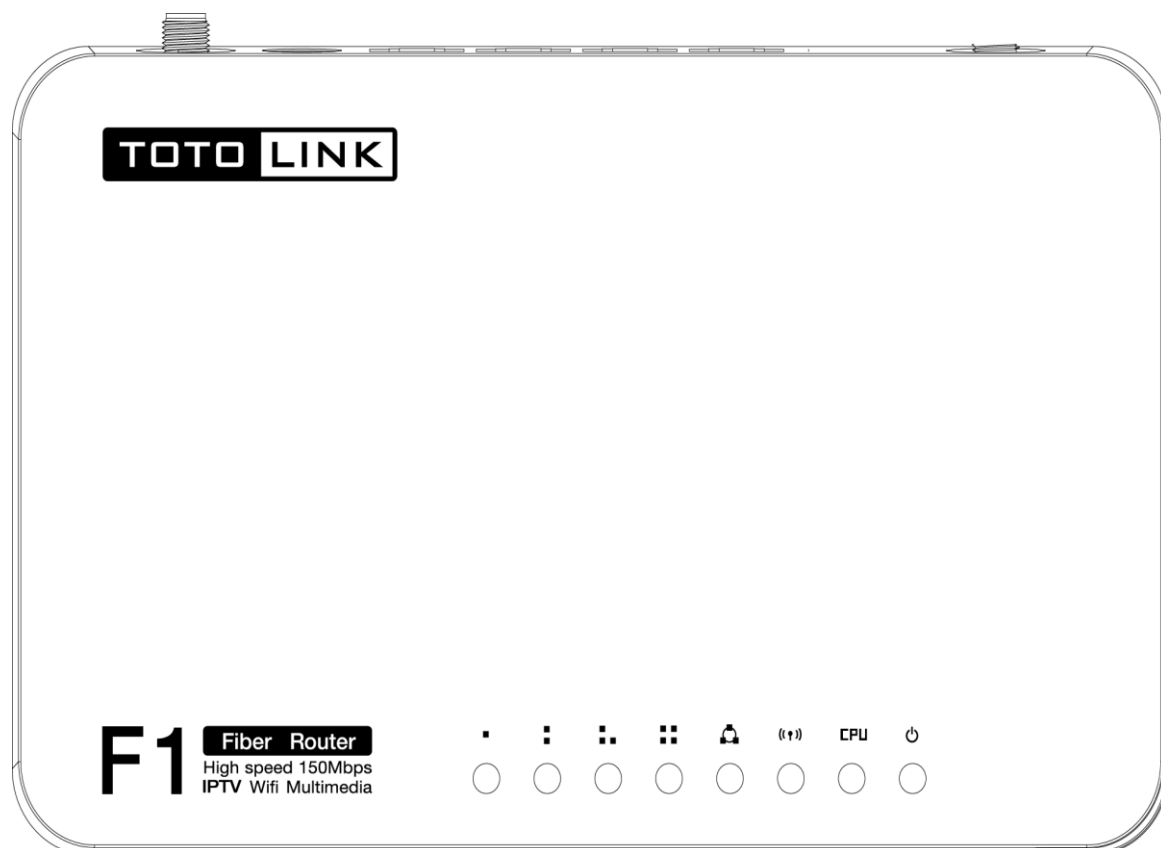 TOTO LINK
F1
Fiber Router
High speed 150Mbps
IPTV Wifi Multimedia
CPU